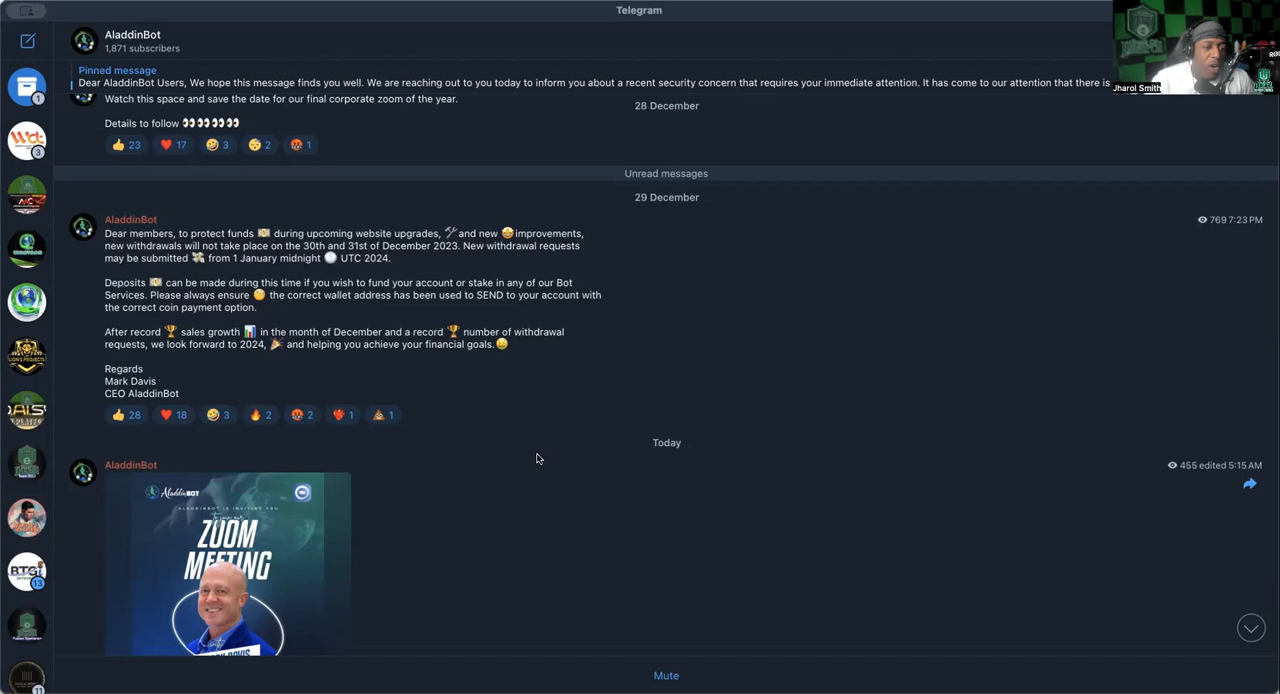 Telegram
AladdinBot
1,871 subscribers
Pinned message
Dear AladdinBot Users, We hope this message finds you well. We are reaching out to you today to inform you about a recent security concern that requires your immediate attention. It has come to our attention that there is
Jharol Smith
Watch this space and save the date for our final corporate zoom of the year.
28 December
Details to follow 👀👀👀👀👀
👍 23 ❤️ 17 🤣 3 😴 2 🤬 1
Unread messages
29 December
AladdinBot
769 7:23 PM
Dear members, to protect funds 💵 during upcoming website upgrades, 🛠️and new 🤩improvements,
new withdrawals will not take place on the 30th and 31st of December 2023. New withdrawal requests
may be submitted 💸 from 1 January midnight 🕛 UTC 2024.
Deposits 💵 can be made during this time if you wish to fund your account or stake in any of our Bot
Services. Please always ensure 🧐 the correct wallet address has been used to SEND to your account with
the correct coin payment option.
After record 🏆 sales growth 📊 in the month of December and a record 🏆 number of withdrawal
requests, we look forward to 2024, 🎉 and helping you achieve your financial goals.🤑
Regards
Mark Davis
CEO AladdinBot
👍 28 ❤️ 18 🤣 3 🔥 2 🤬 2 ❤️‍🔥 1 💩 1
Today
AladdinBot
455 edited 5:15 AM
AladdinBOT
ALADDINBOT IS INVITING YOU
ZOOM
MEETING
Mute
1
3
13
11